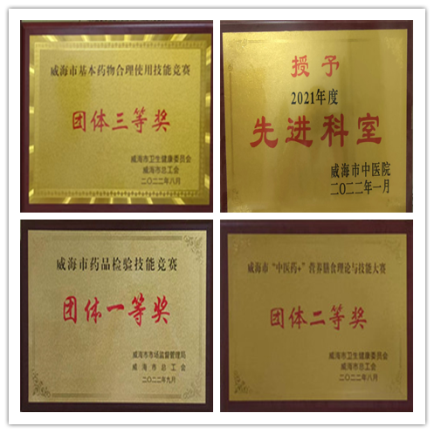 威海市基本药物合理使用技能竞赛
团体三等奖
威海市卫生健康委员会
威海市总工会
二〇二二年八月
授予
2021年度
先进科室
威海市中医院
二〇二二年一月
威海市药品检验技能竞赛
团体一等奖
威海市市场监督管理局
威海市总工会
二〇二二年九月
威海市“中医药+”营养膳食理论与技能大赛
团体二等奖
威海市卫生健康委员会
威海市总工会
二〇二二年八月